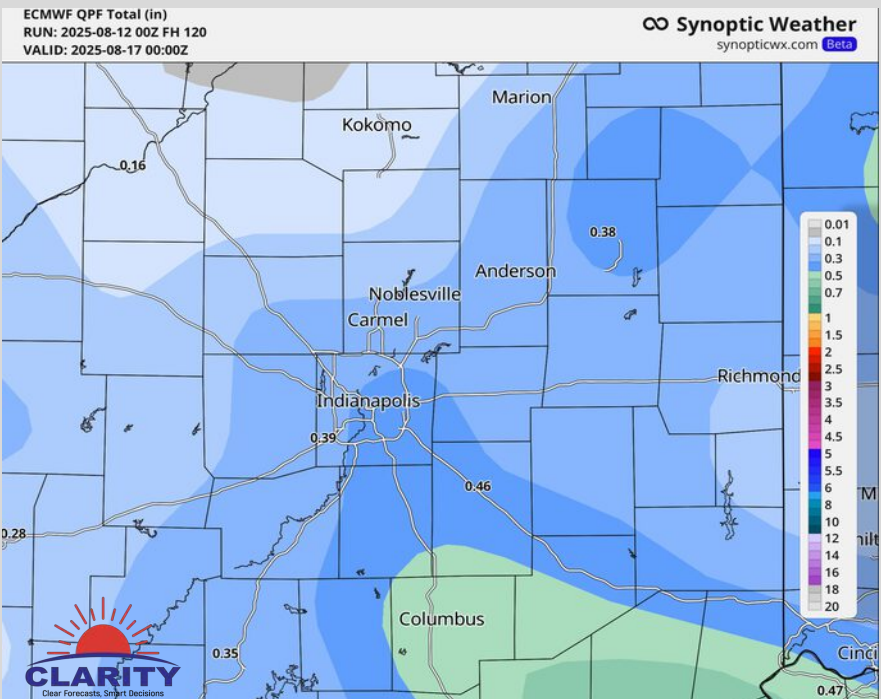 ECMWF QPF Total (in)
RUN: 2025-08-12 00Z FH 120
VALID: 2025-08-17 00:00Z
Synoptic Weather
synopticwx.com Beta
Marion
Kokomo
0.16
0.38
Anderson
Noblesville
Carmel
Richmond
Indianapolis
0.39
0.46
0.28
Columbus
0.35
Cinci
0.47
0.01
0.1
0.3
0.5
0.7
1
1.5
2
2.5
3
3.5
4
4.5
5
5.5
6
8
10
12
14
16
18
20
CLARITY
Clear Forecasts, Smart Decisions